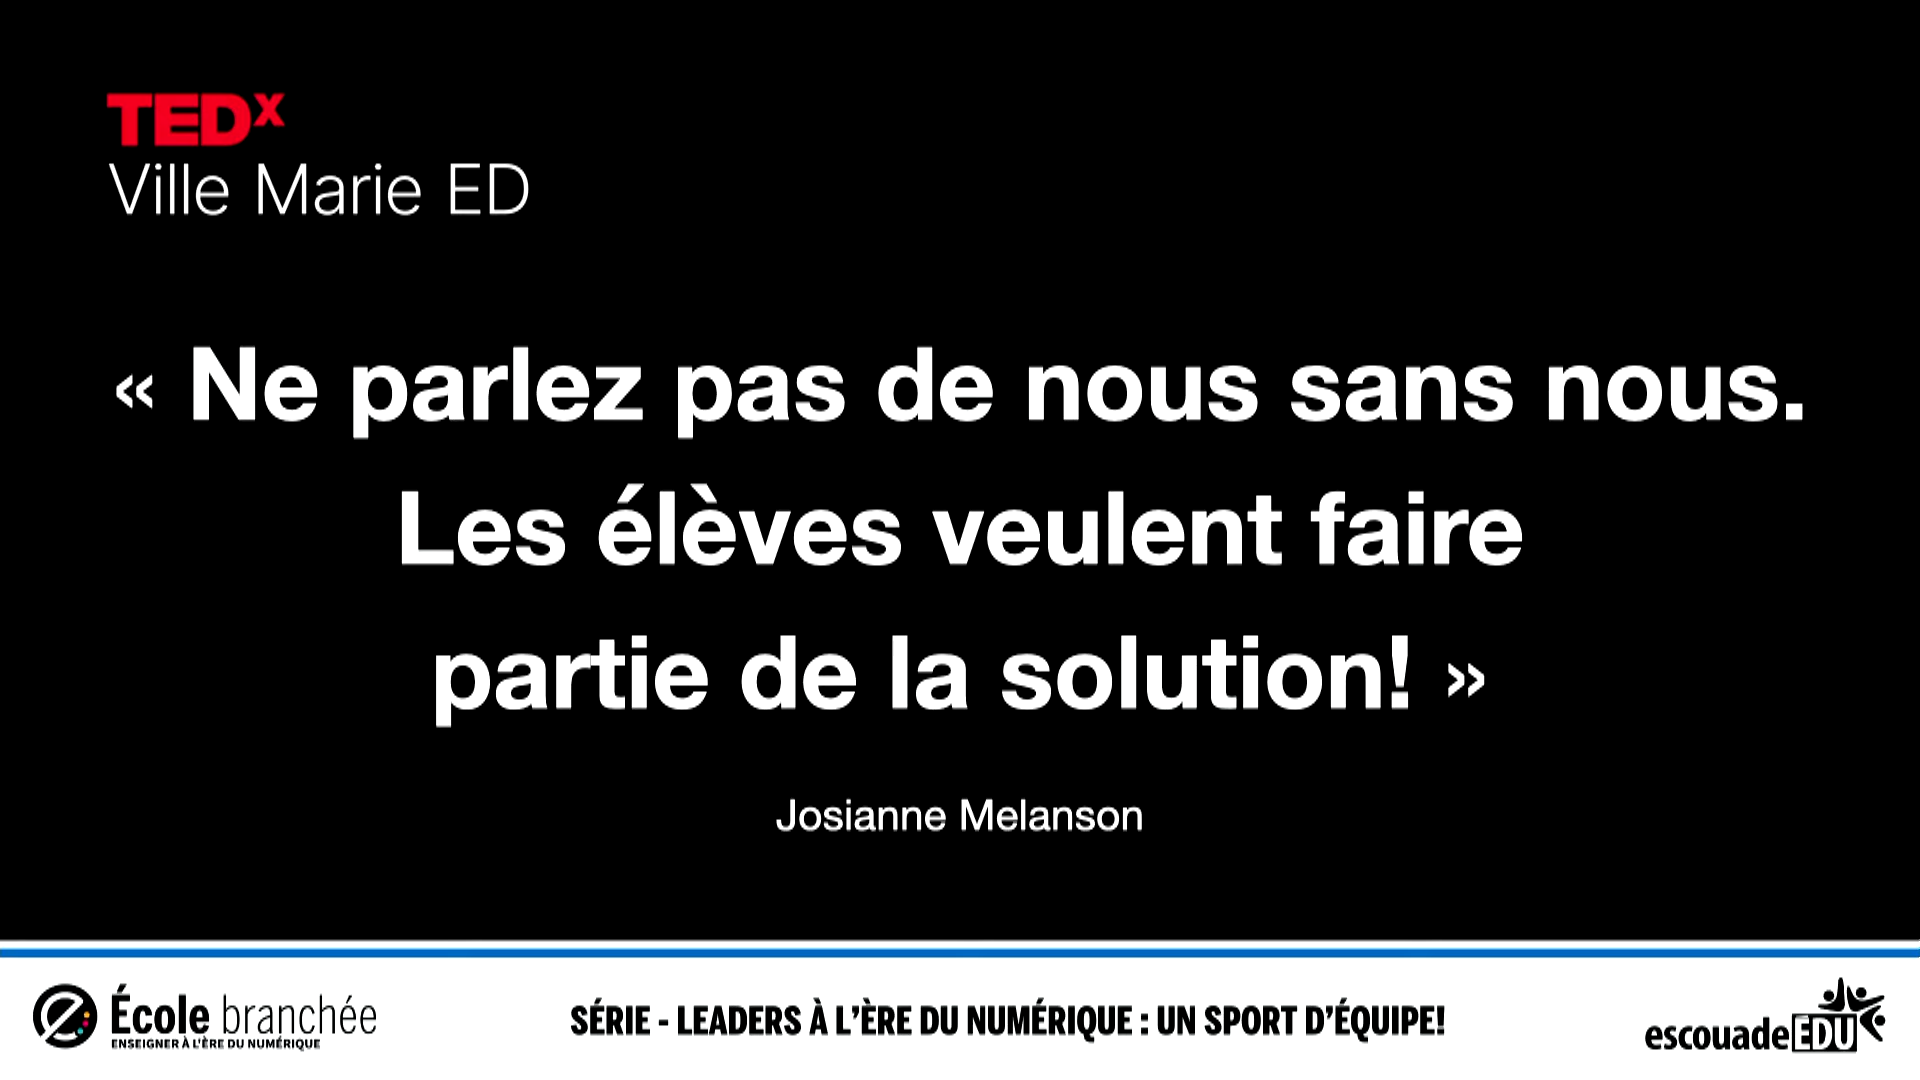 TEDx
Ville Marie ED
« Ne parlez pas de nous sans nous.
Les élèves veulent faire
partie de la solution! »
Josianne Melanson
École branchée
ENSEIGNER À L'ÈRE DU NUMÉRIQUE
SÉRIE - LEADERS À L'ÈRE DU NUMÉRIQUE : UN SPORT D'ÉQUIPE!
escouadeEDU